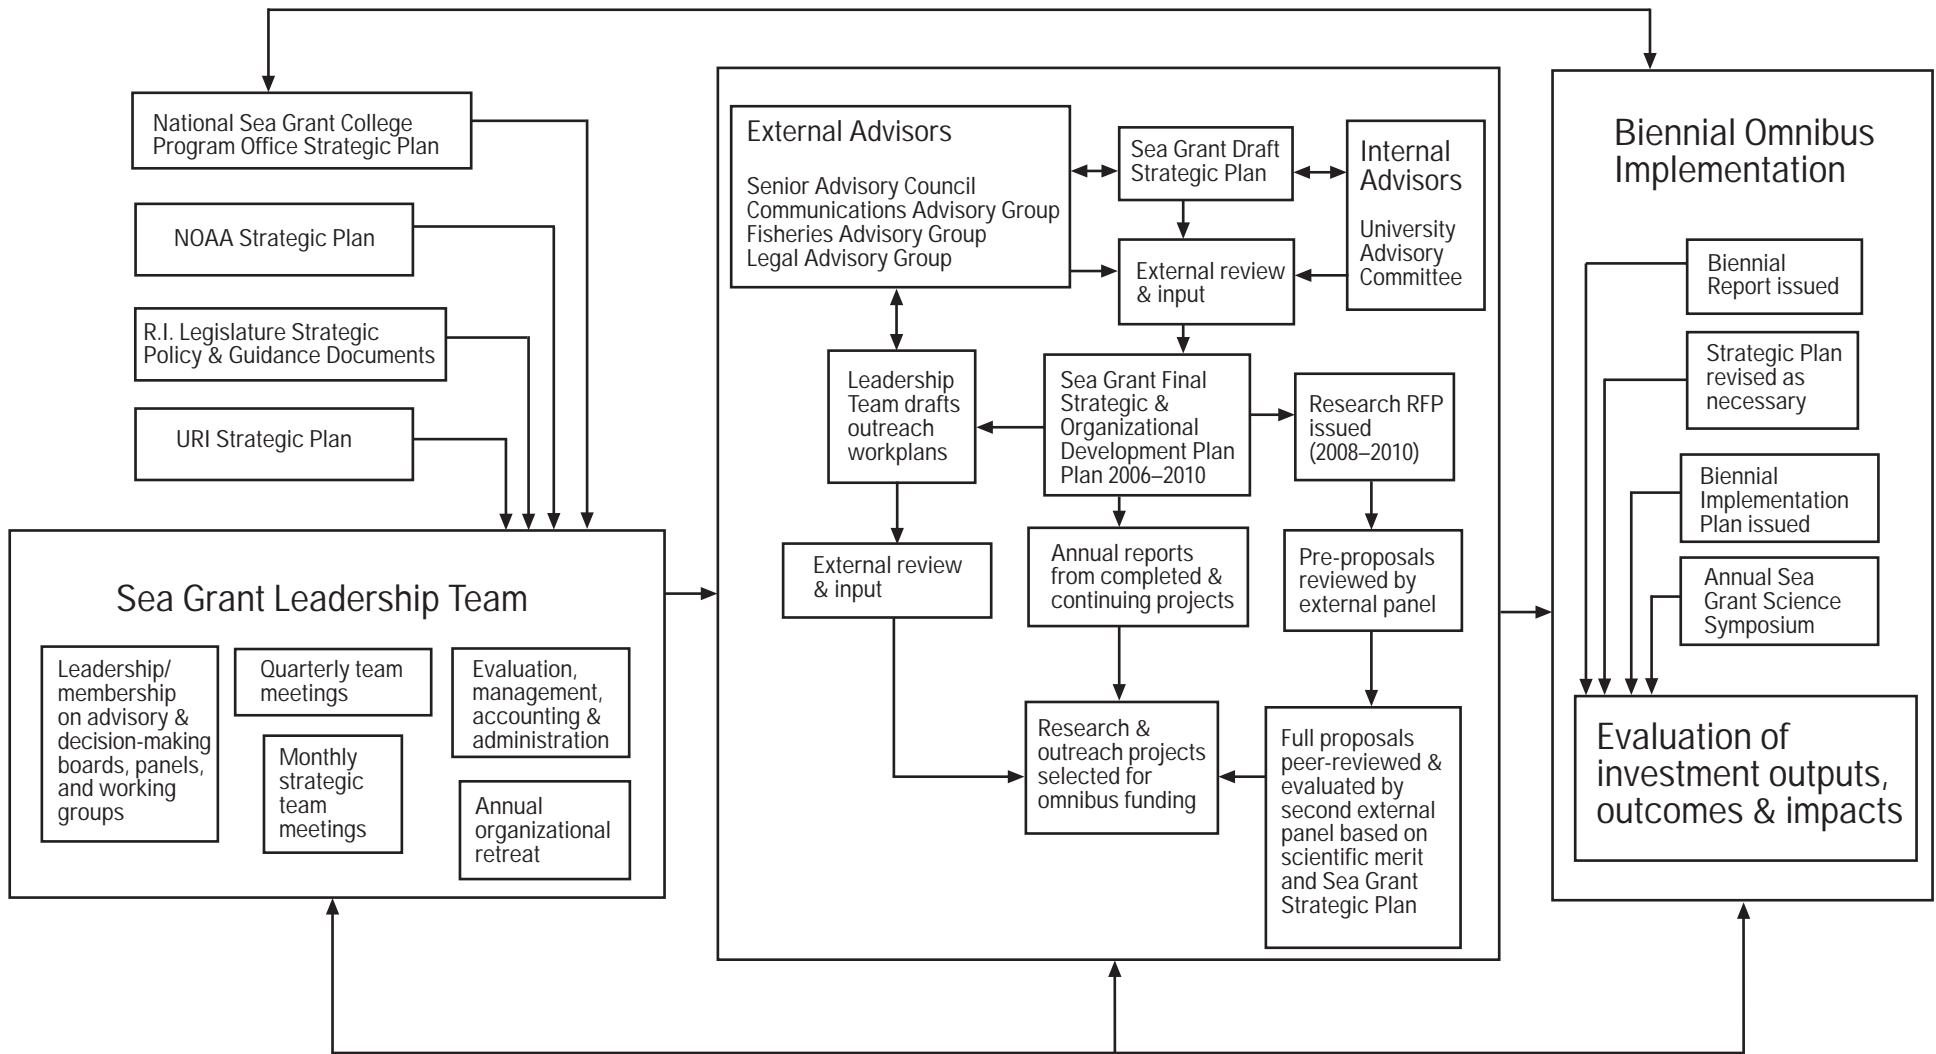 National Sea Grant College
Program Office Strategic Plan
NOAA Strategic Plan
R.I. Legislature Strategic
Policy & Guidance Documents
URI Strategic Plan
Sea Grant Leadership Team
Leadership/
membership
on advisory &
decision-making
boards, panels,
and working
groups
Quarterly team
meetings
Monthly
strategic
team
meetings
Evaluation,
management,
accounting &
administration
Annual
organizational
retreat
External Advisors
Senior Advisory Council
Communications Advisory Group
Fisheries Advisory Group
Legal Advisory Group
Sea Grant Draft
Strategic Plan
Internal
Advisors
University
Advisory
Committee
External review
& input
Leadership
Team drafts
outreach
workplans
Sea Grant Final
Strategic &
Organizational
Development Plan
Plan 2006–2010
Research RFP
issued
(2008–2010)
External review
& input
Annual reports
from completed &
continuing projects
Pre-proposals
reviewed by
external panel
Research &
outreach projects
selected for
omnibus funding
Full proposals
peer-reviewed &
evaluated by
second external
panel based on
scientific merit
and Sea Grant
Strategic Plan
Biennial Omnibus
Implementation
Biennial
Report issued
Strategic Plan
revised as
necessary
Biennial
Implementation
Plan issued
Annual Sea
Grant Science
Symposium
Evaluation of
investment outputs,
outcomes & impacts